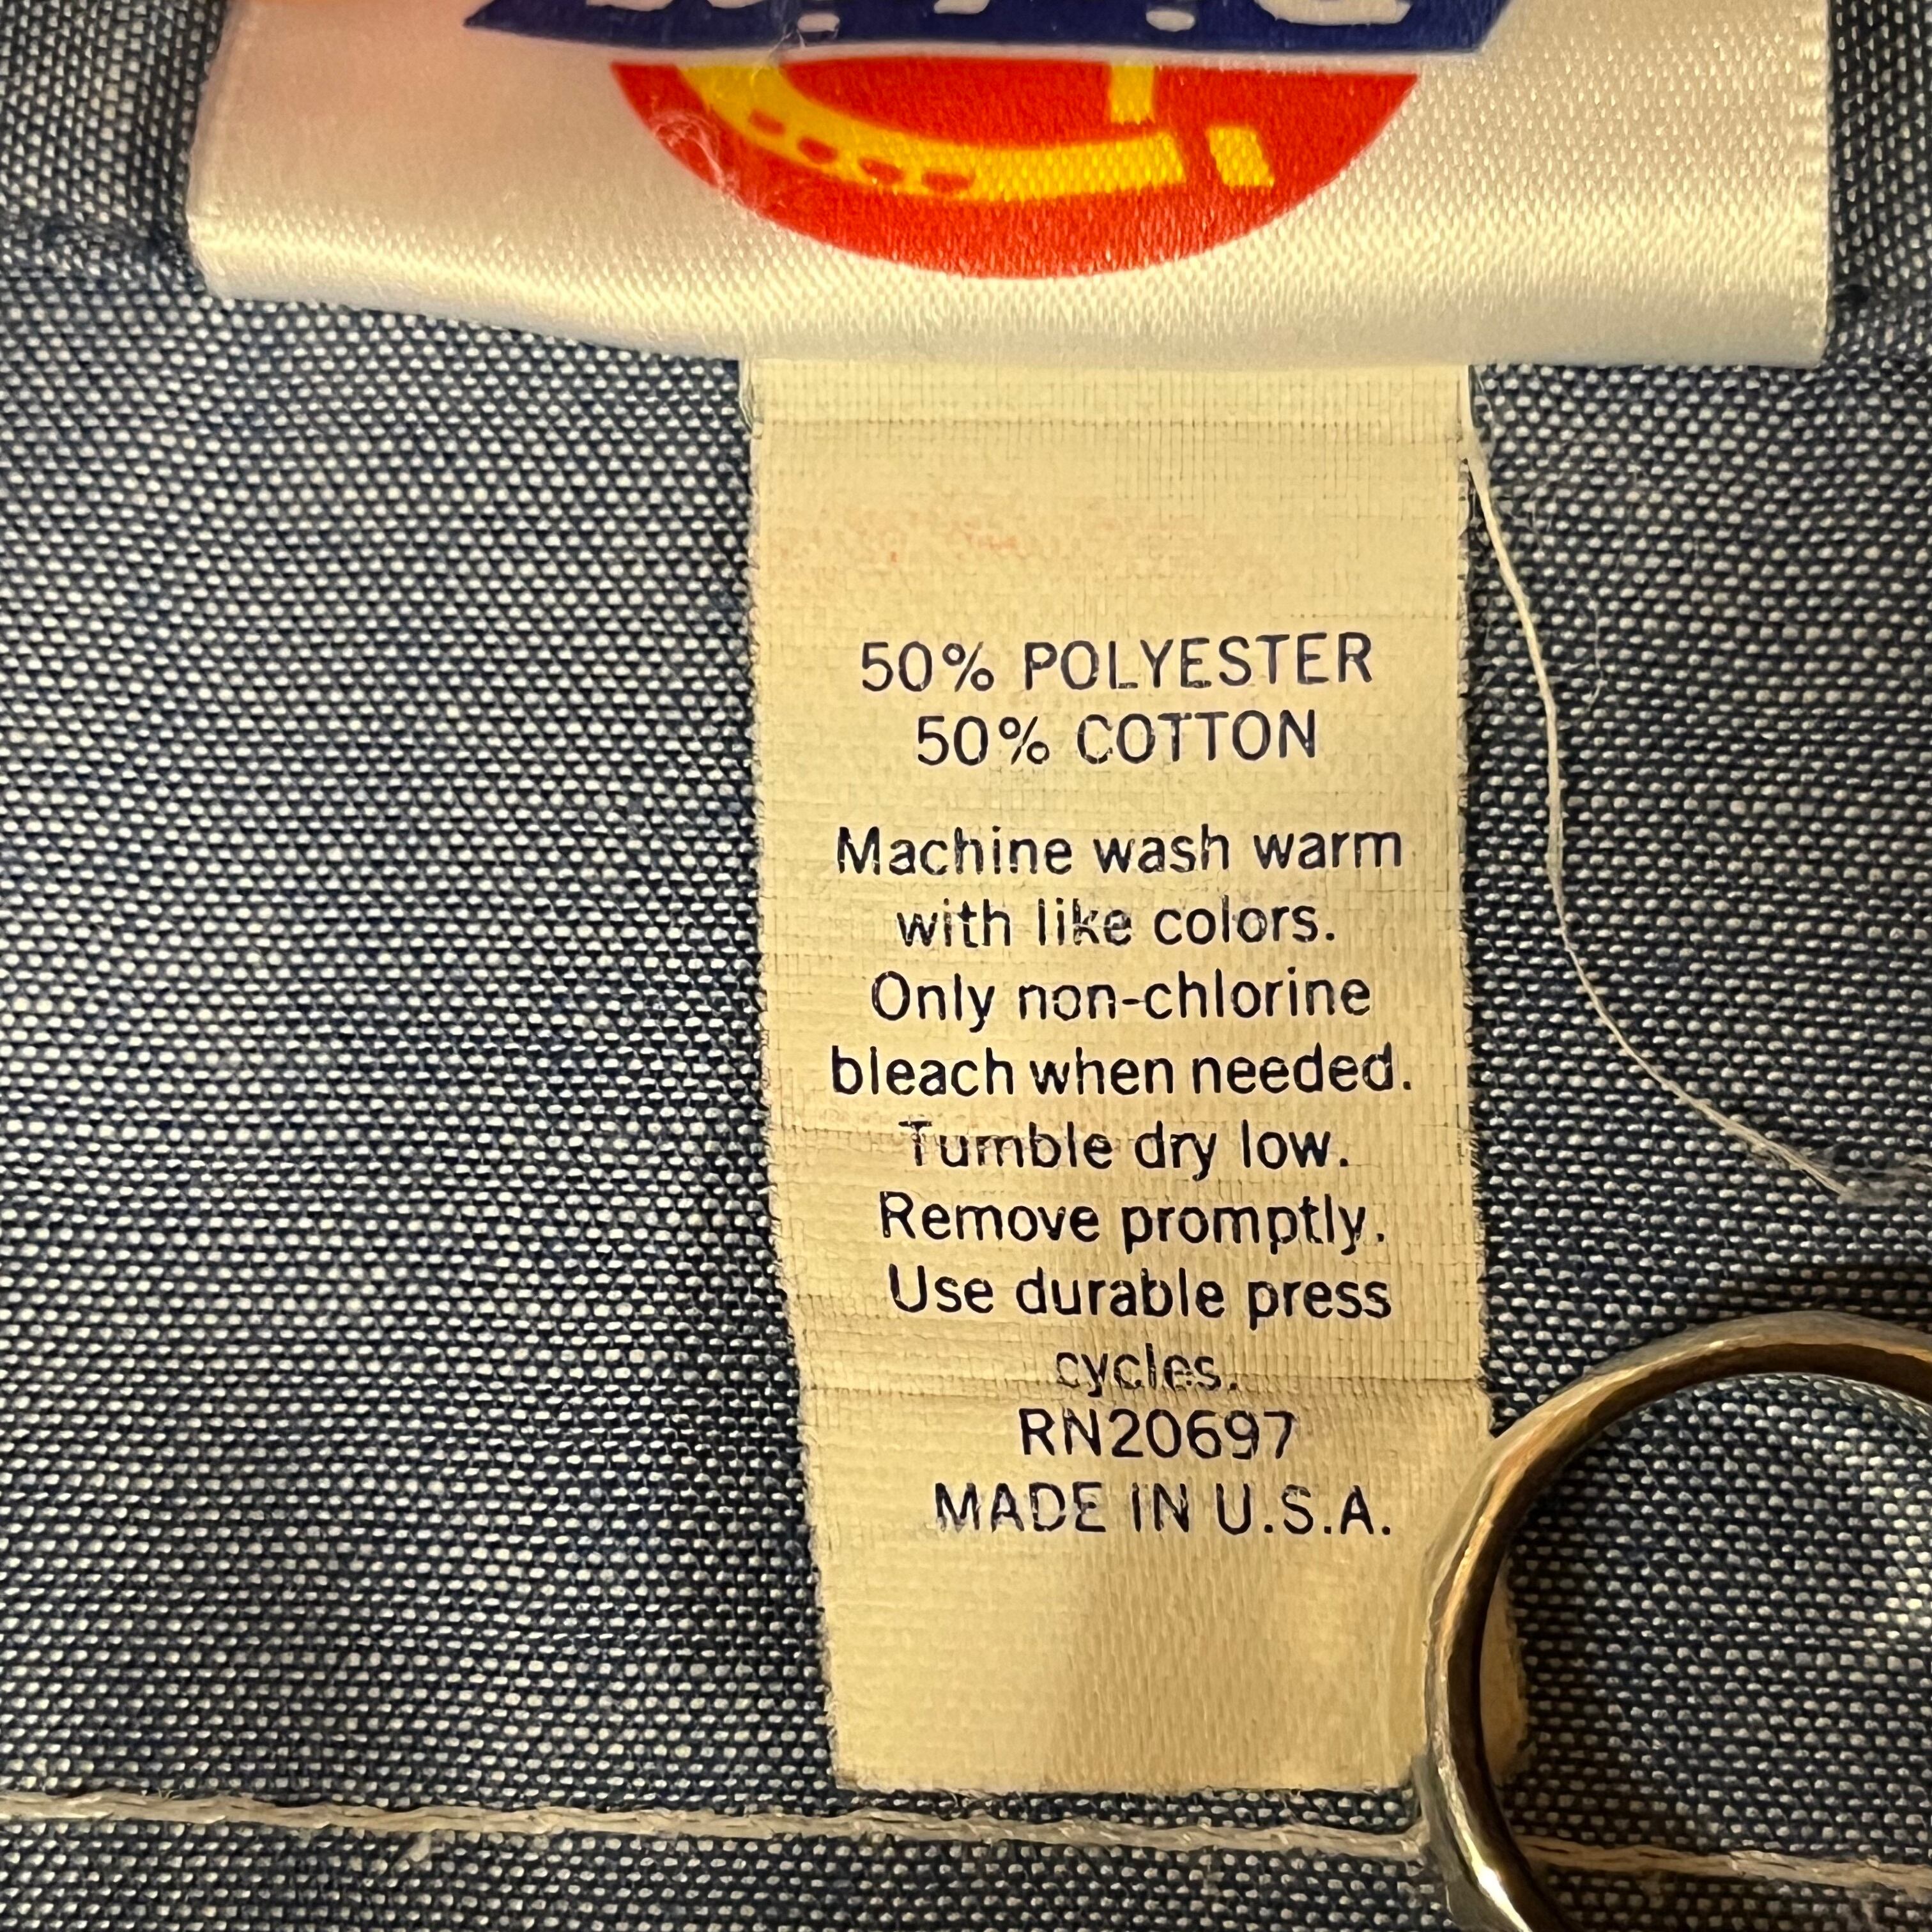 50% POLYESTER
50% COTTON
Machine wash warm
with like colors.
Only non-chlorine
bleach when needed.
Tumble dry low.
Remove promptly.
Use durable press
cycles.
RN20697
MADE IN U.S.A.